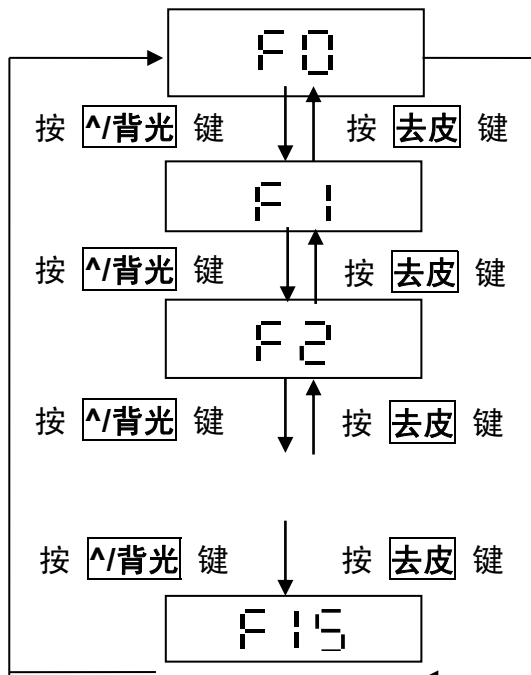 F0
按 ^/背光 键 按 去皮 键
F1
按 ^/背光 键 按 去皮 键
F2
按 ^/背光 键 按 去皮 键
按 ^/背光 键 按 去皮 键
F15